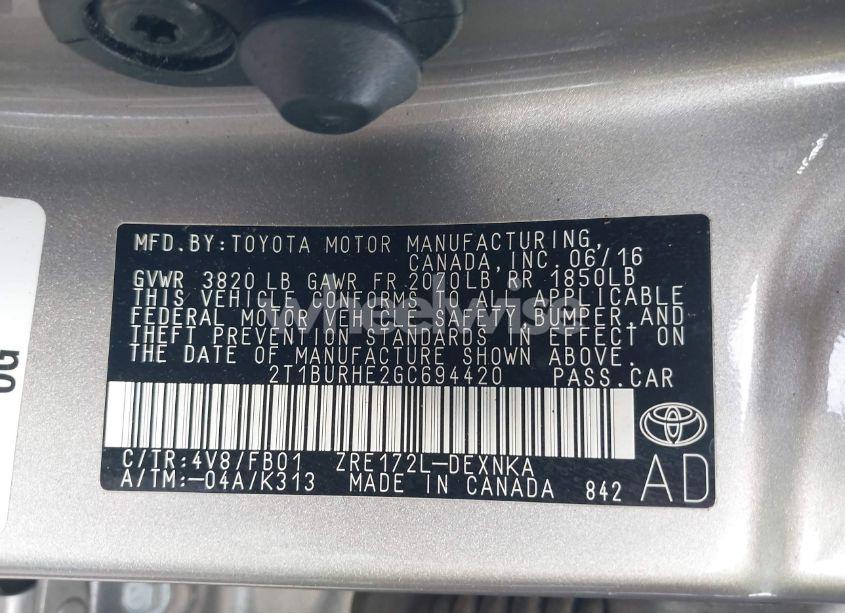 MFD.BY:TOYOTA MOTOR MANUFACTURING,
CANADA,INC.06/16
GVWR 3820 LB GAWR FR 2020LB RR 1850LB
THIS VEHICLE CONFORMS TO ALL APPLICABLE
FEDERAL MOTOR VEHICLE SAFETY,BUMPER,AND
THEFT PREVENTION STANDARDS IN EFFECT ON
THE DATE OF MANUFACTURE SHOWN ABOVE.
2T1BURHE2GC694420 PASS.CAR
C/TR:4V8/FB01 ZRE172L-DEXNKA
A/TM:-04A/K313 MADE IN CANADA 842
AD
wheelwise